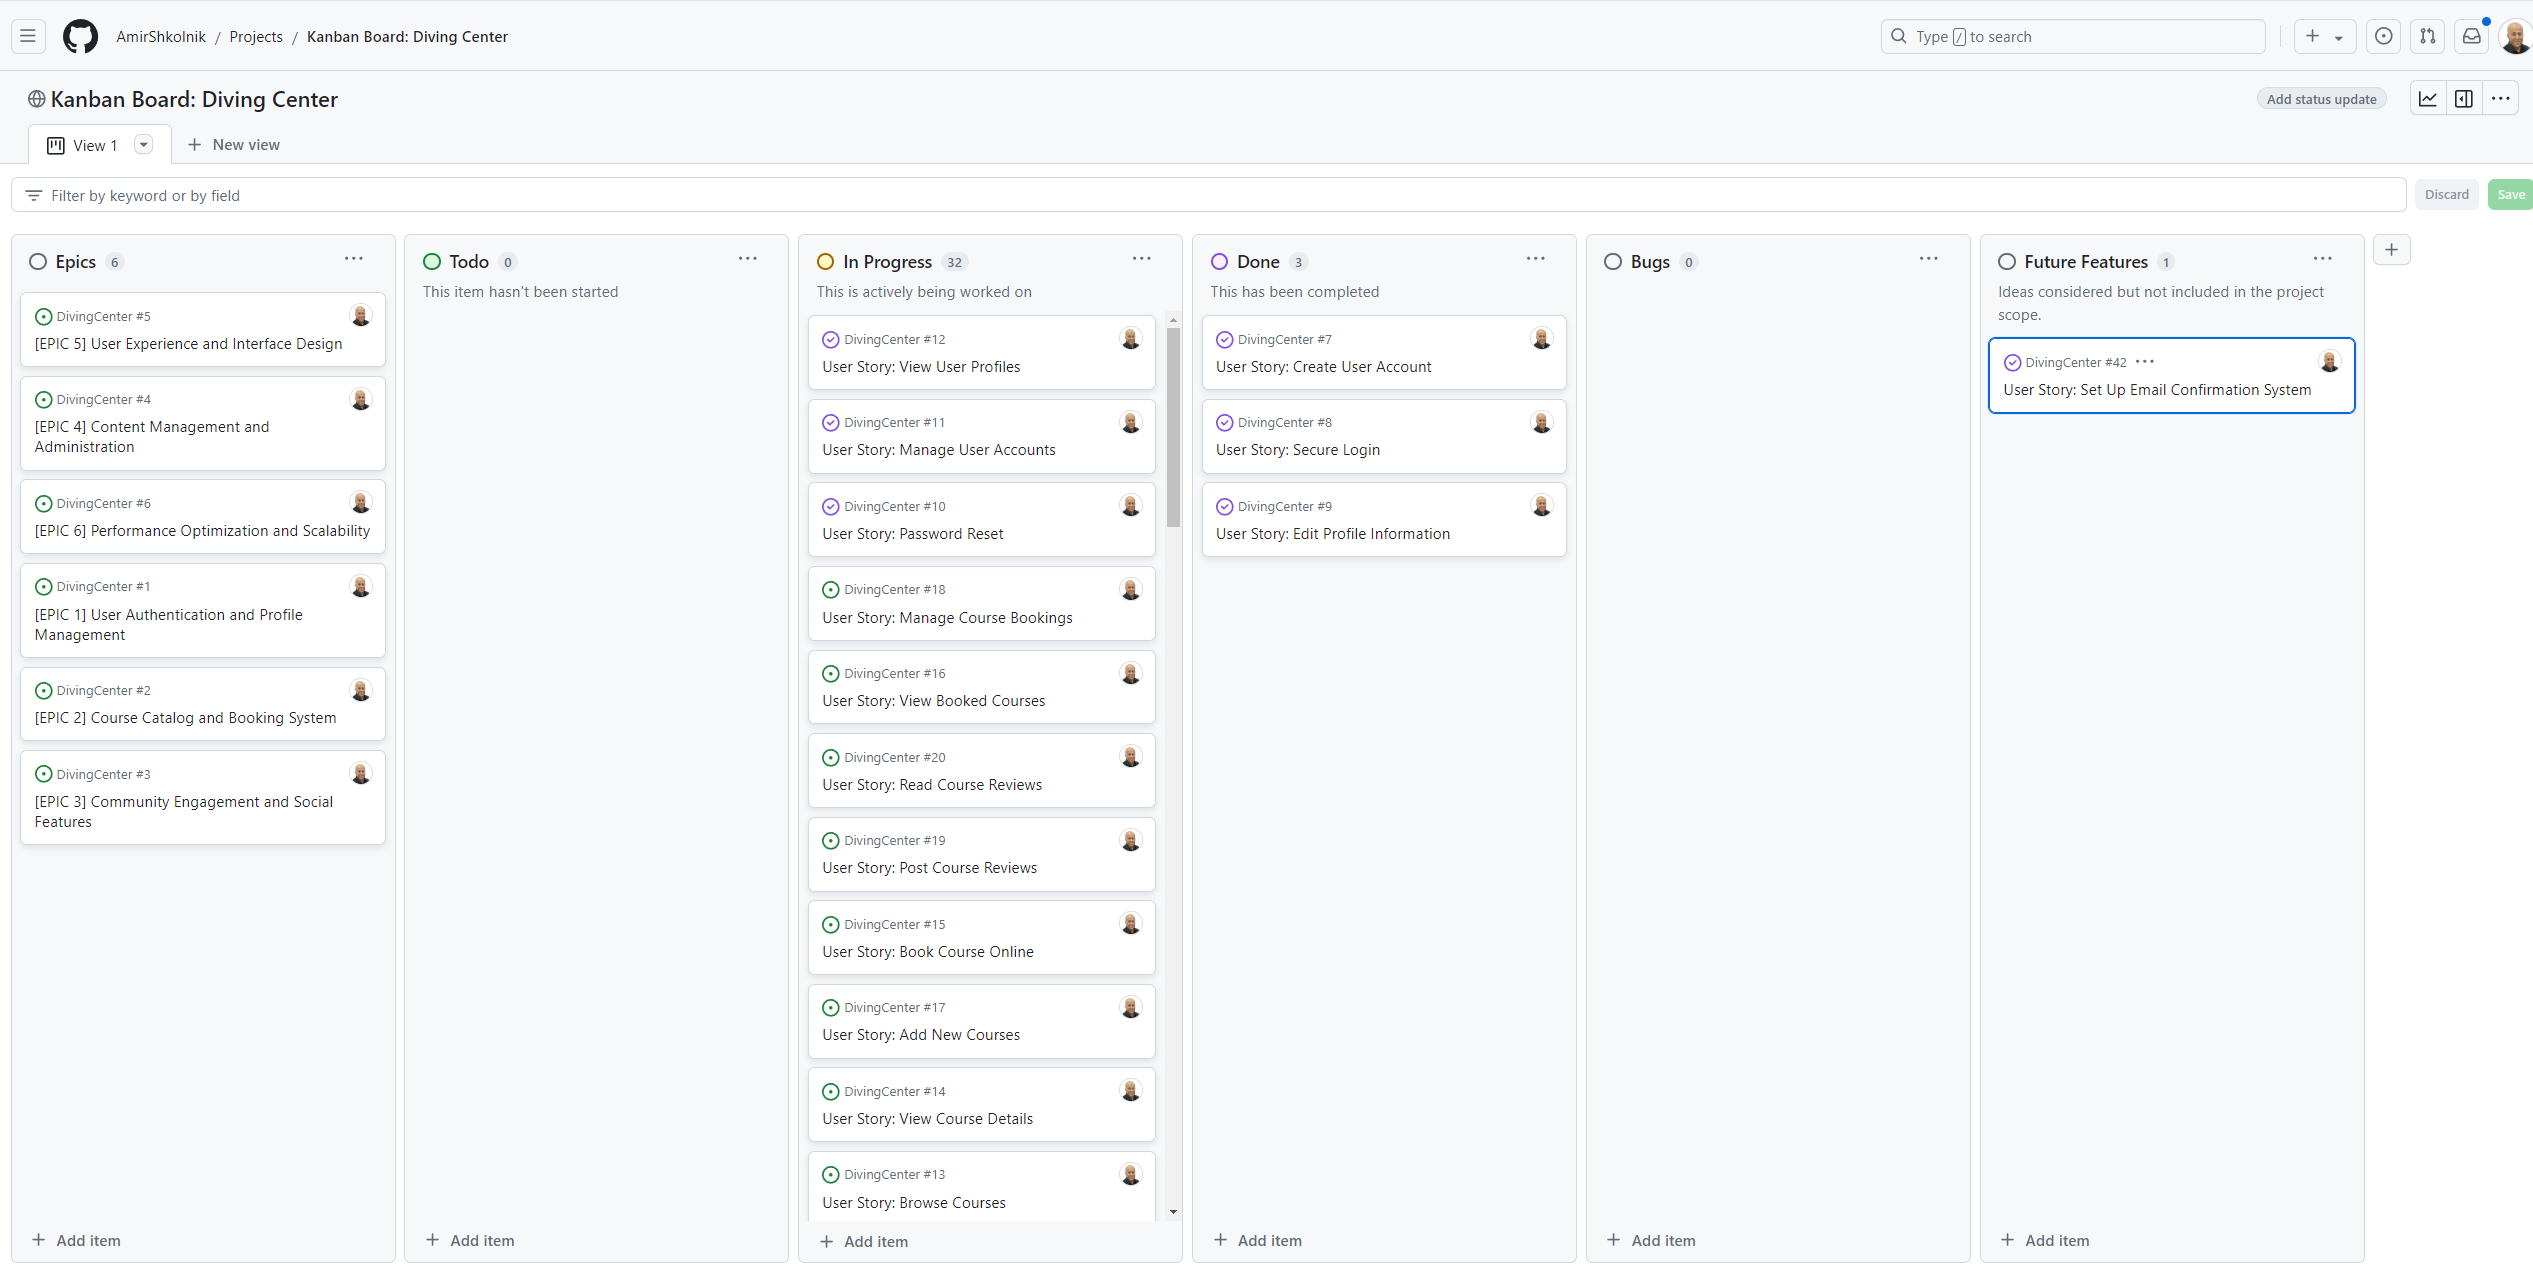 AmirShkolnik / Projects / Kanban Board: Diving Center
Type / to search
Kanban Board: Diving Center
Add status update
View 1
New view
Filter by keyword or by field
Discard
Save
Epics 6
DivingCenter #5
[EPIC 5] User Experience and Interface Design
DivingCenter #4
[EPIC 4] Content Management and
Administration
DivingCenter #6
[EPIC 6] Performance Optimization and Scalability
DivingCenter #1
[EPIC 1] User Authentication and Profile
Management
DivingCenter #2
[EPIC 2] Course Catalog and Booking System
DivingCenter #3
[EPIC 3] Community Engagement and Social
Features
Add item
Todo 0
This item hasn't been started
Add item
In Progress 32
This is actively being worked on
DivingCenter #12
User Story: View User Profiles
DivingCenter #11
User Story: Manage User Accounts
DivingCenter #10
User Story: Password Reset
DivingCenter #18
User Story: Manage Course Bookings
DivingCenter #16
User Story: View Booked Courses
DivingCenter #20
User Story: Read Course Reviews
DivingCenter #19
User Story: Post Course Reviews
DivingCenter #15
User Story: Book Course Online
DivingCenter #17
User Story: Add New Courses
DivingCenter #14
User Story: View Course Details
DivingCenter #13
User Story: Browse Courses
Add item
Done 3
This has been completed
DivingCenter #7
User Story: Create User Account
DivingCenter #8
User Story: Secure Login
DivingCenter #9
User Story: Edit Profile Information
Add item
Bugs 0
Add item
Future Features 1
Ideas considered but not included in the project
scope.
DivingCenter #42
User Story: Set Up Email Confirmation System
Add item